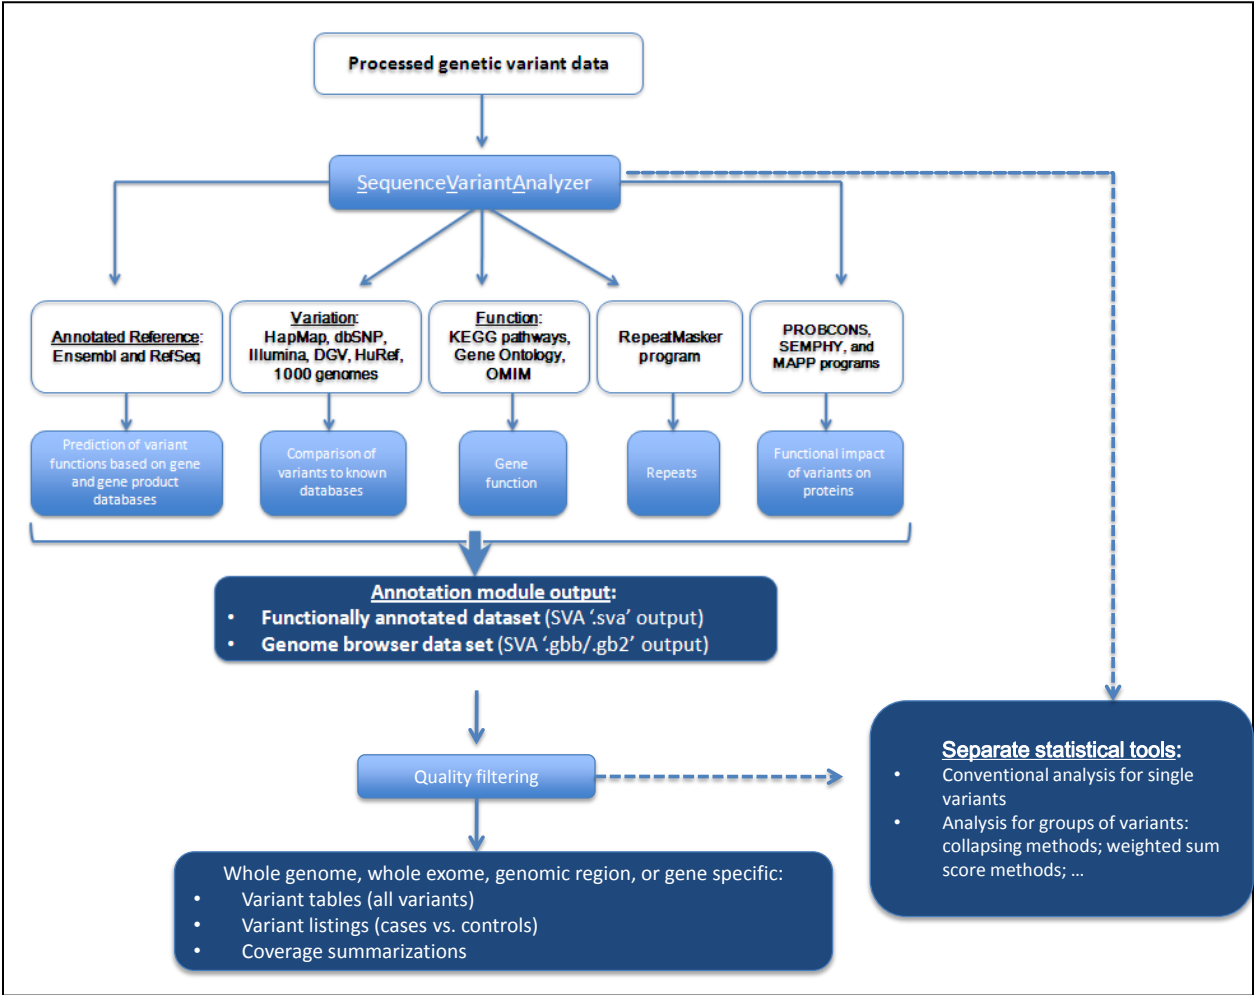 Processed genetic variant data
SequenceVariantAnalyzer
Annotated Reference:
Ensembl and RefSeq
Variation:
HapMap, dbSNP,
Illumina, DGV, HuRef,
1000 genomes
Function:
KEGG pathways,
Gene Ontology,
OMIM
RepeatMasker
program
PROBCONS,
SEMPHY, and
MAPP programs
Prediction of variant
functions based on gene
and gene product
databases
Comparison of
variants to known
databases
Gene
function
Repeats
Functional impact
of variants on
proteins
Annotation module output:
• Functionally annotated dataset (SVA ‘.sva’ output)
• Genome browser data set (SVA ‘.gbb/.gb2’ output)
Quality filtering
Separate statistical tools:
• Conventional analysis for single
variants
• Analysis for groups of variants:
collapsing methods; weighted sum
score methods; ...
Whole genome, whole exome, genomic region, or gene specific:
• Variant tables (all variants)
• Variant listings (cases vs. controls)
• Coverage summarizations